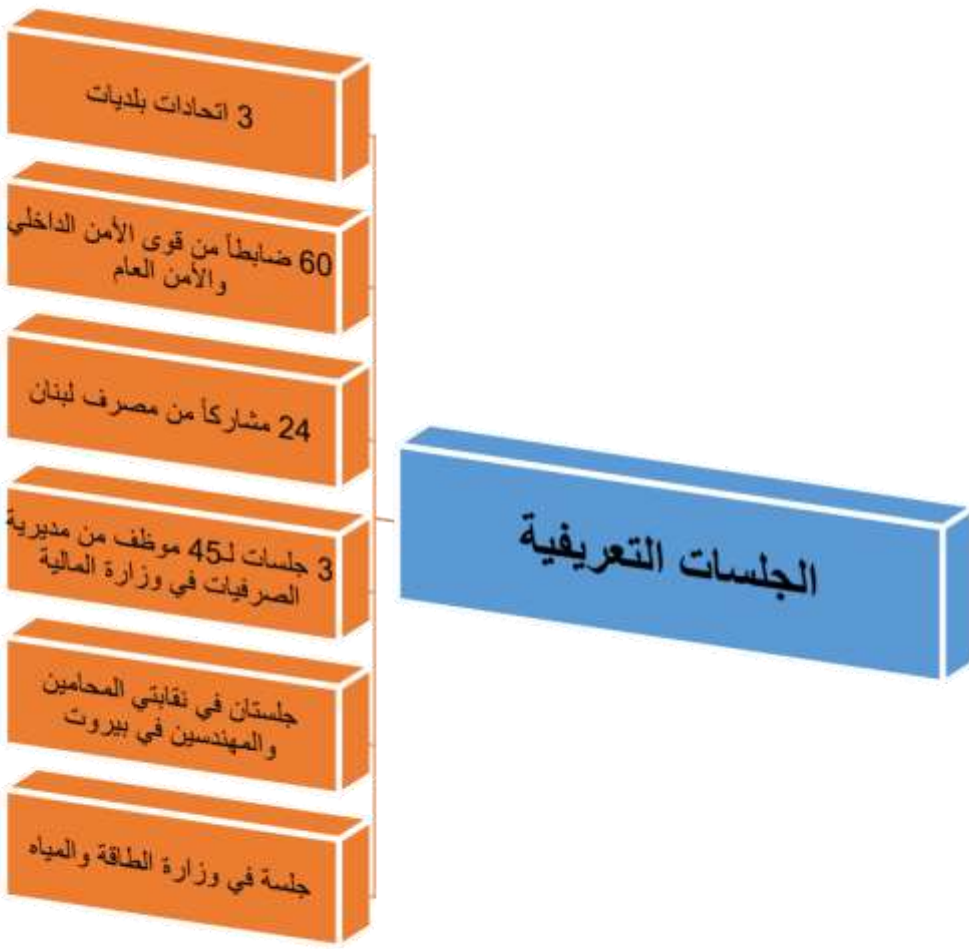 الجلسات التعريفية
3 اتحادات بلديات
60 ضابطاً من قوى الأمن الداخلي
والأمن العام
24 مشاركاً من مصرف لبنان
3 جلسات لـ45 موظف من مديرية
الصرفيات في وزارة المالية
جلستان في نقابتي المحامين
والمهندسين في بيروت
جلسة في وزارة الطاقة والمياه